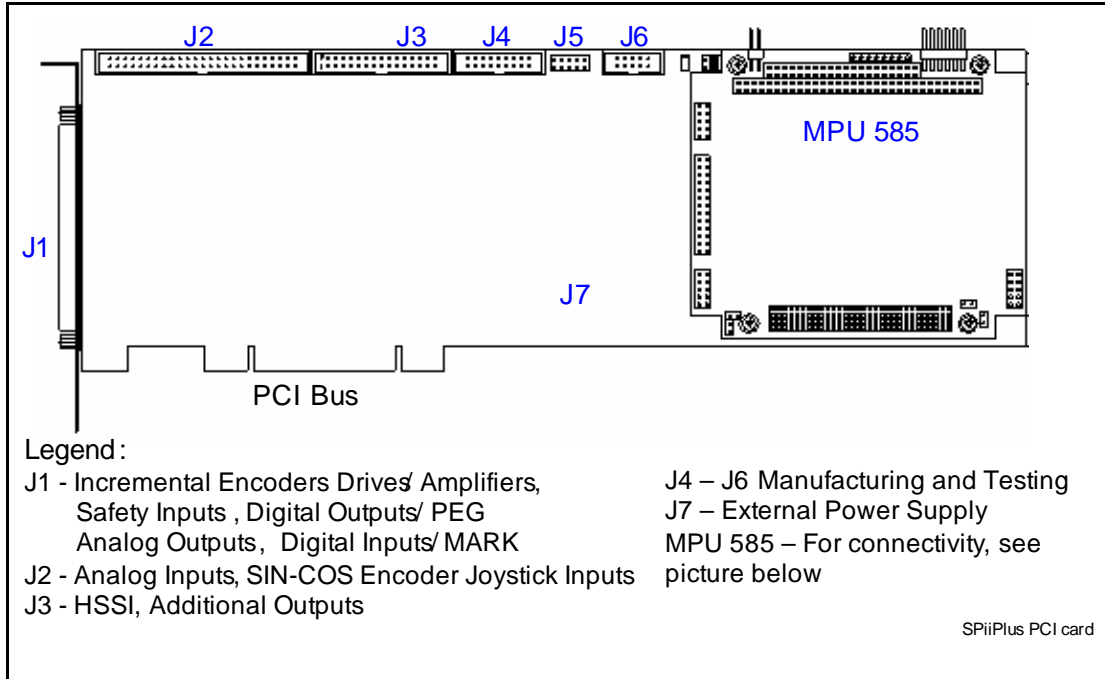 J2 J3 J4 J5 J6
MPU 585
J1
J7
PCI Bus
Legend:
J1 - Incremental Encoders Drives/ Amplifiers,
Safety Inputs , Digital Outputs/ PEG
Analog Outputs, Digital Inputs/ MARK
J2 - Analog Inputs, SIN-COS Encoder Joystick Inputs
J3 - HSSI, Additional Outputs
J4 – J6 Manufacturing and Testing
J7 – External Power Supply
MPU 585 – For connectivity, see
picture below
SPiiPlus PCI card